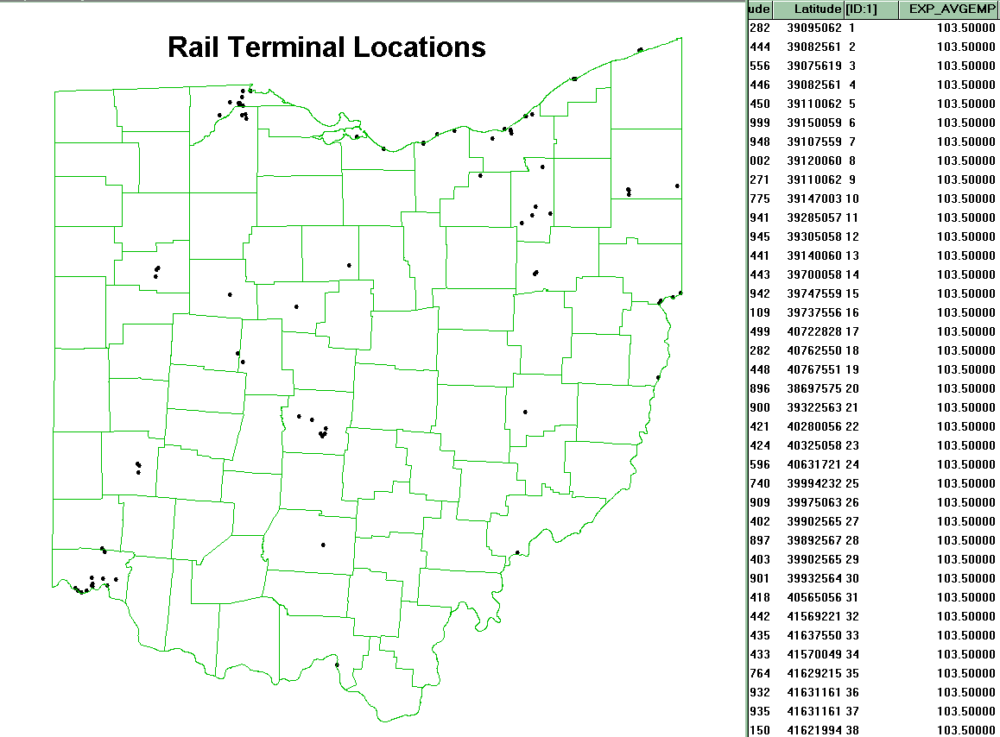 Rail Terminal Locations
ude Latitude [ID:1] EXP_AVGEMP
282 39095062 1 103.50000
444 39082561 2 103.50000
556 39075619 3 103.50000
446 39082561 4 103.50000
450 39110062 5 103.50000
999 39150059 6 103.50000
948 39107559 7 103.50000
002 39120060 8 103.50000
271 39110062 9 103.50000
775 39147003 10 103.50000
941 39285057 11 103.50000
945 39305058 12 103.50000
441 39140060 13 103.50000
443 39700058 14 103.50000
942 39747559 15 103.50000
109 39737556 16 103.50000
499 40722828 17 103.50000
282 40762550 18 103.50000
448 40767551 19 103.50000
896 38697575 20 103.50000
900 39322563 21 103.50000
421 40280056 22 103.50000
424 40325058 23 103.50000
596 40631721 24 103.50000
740 39994232 25 103.50000
909 39975063 26 103.50000
402 39902565 27 103.50000
897 39892567 28 103.50000
403 39902565 29 103.50000
901 39932564 30 103.50000
418 40565056 31 103.50000
442 41569221 32 103.50000
435 41637550 33 103.50000
433 41570049 34 103.50000
764 41629215 35 103.50000
932 41631161 36 103.50000
935 41631161 37 103.50000
150 41621994 38 103.50000